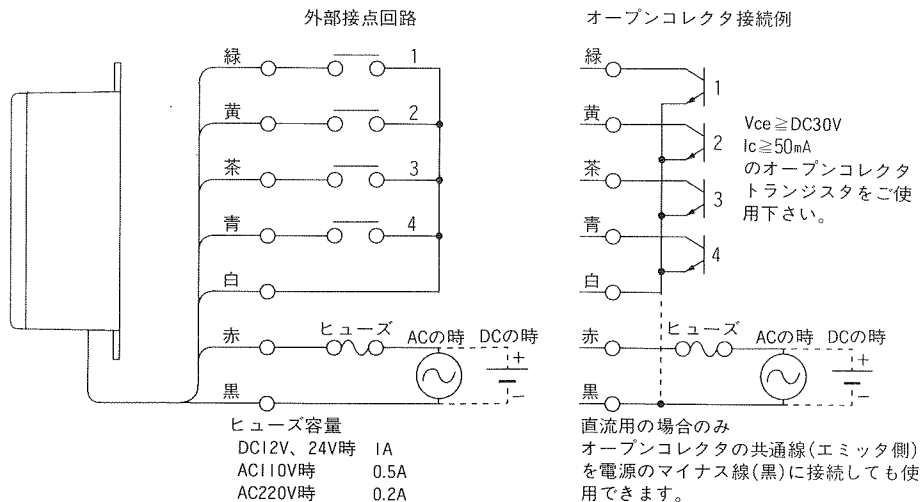 外部接点回路
緑
1
黄
2
茶
3
青
4
白
赤
ヒューズ
ACの時
DCの時
+
−
黒
ヒューズ容量
DC12V、24V時 1A
AC110V時 0.5A
AC220V時 0.2A
オープンコレクタ接続例
緑
1
黄
2
茶
3
青
4
白
Vce≧DC30V
Ic≧50mA
のオープンコレクタ
トランジスタをご使
用下さい。
赤
ヒューズ
ACの時
DCの時
+
−
黒
直流用の場合のみ
オープンコレクタの共通線(エミッタ側)
を電源のマイナス線(黒)に接続しても使
用できます。